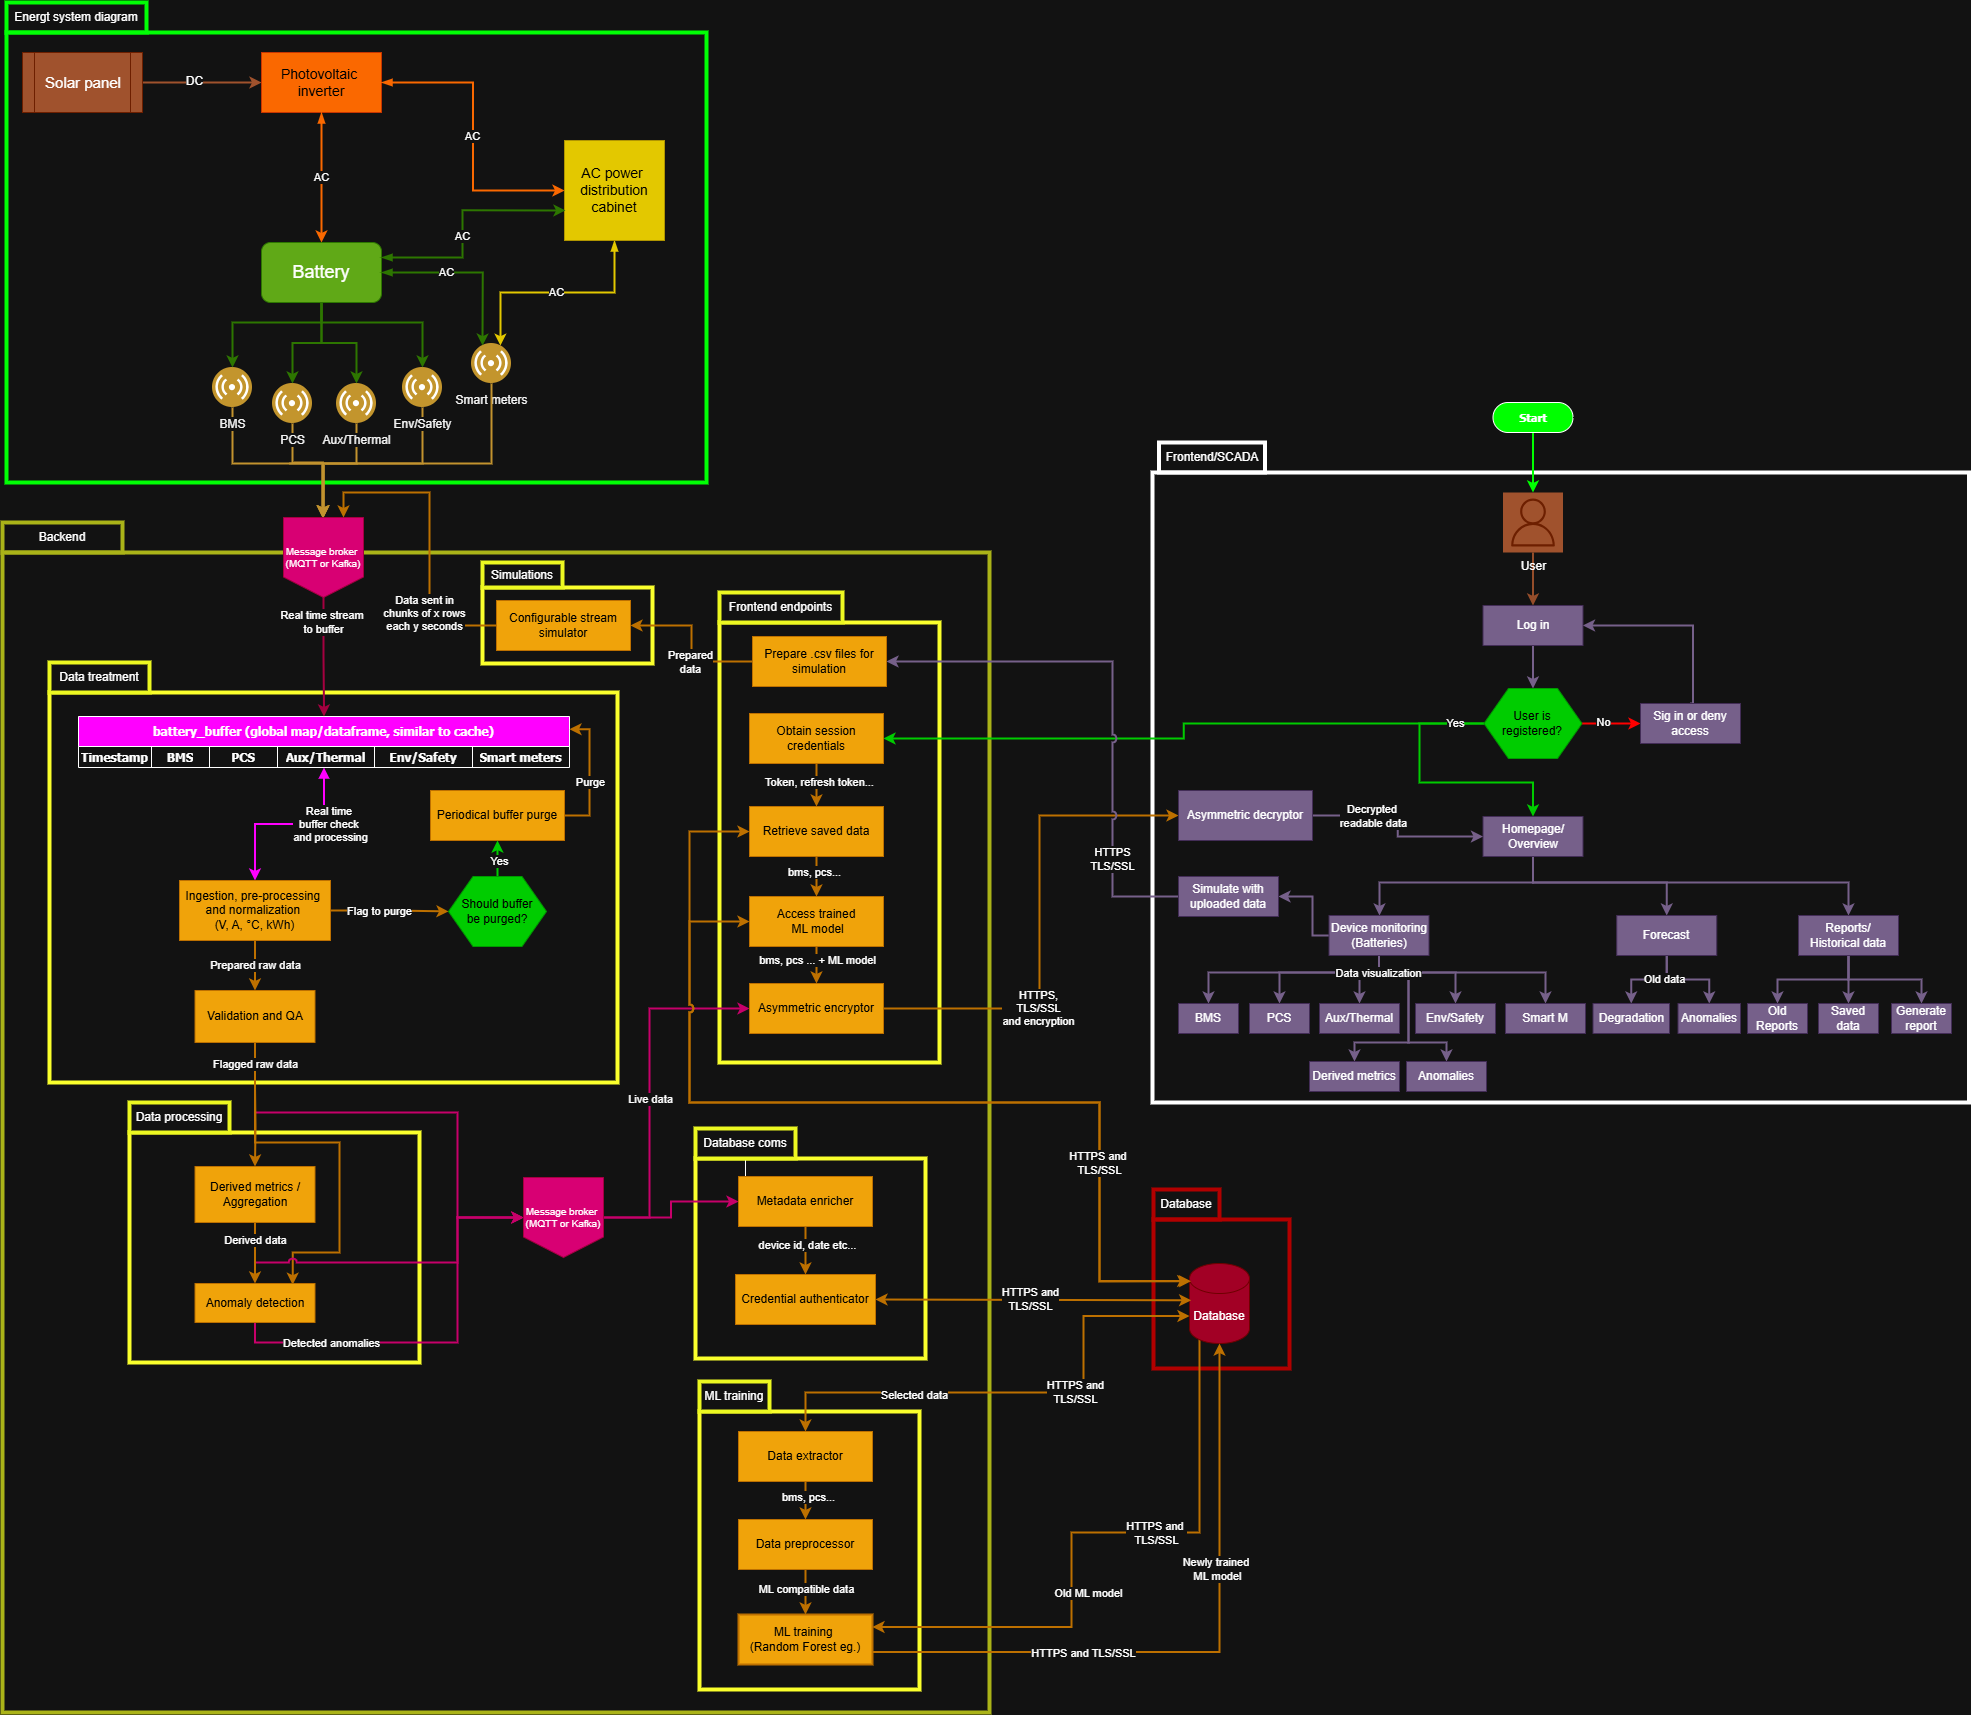 Energt system diagram
Solar panel
DC
Photovoltaic
inverter
AC
AC
AC power
distribution
cabinet
AC
Battery
AC
AC
BMS
PCS
Aux/Thermal
Env/Safety
Smart meters
Backend
Message broker
(MQTT or Kafka)
Real time stream
to buffer
Data sent in
chunks of x rows
each y seconds
Simulations
Configurable stream
simulator
Prepared
data
Frontend endpoints
Prepare .csv files for
simulation
Obtain session
credentials
Token, refresh token...
Retrieve saved data
bms, pcs...
Access trained
ML model
bms, pcs ... + ML model
Asymmetric encryptor
Data treatment
battery_buffer (global map/dataframe, similar to cache)
Timestamp
BMS
PCS
Aux/Thermal
Env/Safety
Smart meters
Purge
Real time
buffer check
and processing
Periodical buffer purge
Yes
Ingestion, pre-processing
and normalization
(V, A, °C, kWh)
Flag to purge
Should buffer
be purged?
Prepared raw data
Validation and QA
Flagged raw data
Data processing
Derived metrics /
Aggregation
Derived data
Anomaly detection
Detected anomalies
Message broker
(MQTT or Kafka)
Live data
Database coms
Metadata enricher
device id, date etc...
Credential authenticator
HTTPS and
TLS/SSL
HTTPS and
TLS/SSL
Database
Database
ML training
Selected data
HTTPS and
TLS/SSL
Data extractor
bms, pcs...
Data preprocessor
ML compatible data
ML training
(Random Forest eg.)
HTTPS and
TLS/SSL
Old ML model
Newly trained
ML model
HTTPS and TLS/SSL
Start
Frontend/SCADA
User
Log in
User is
registered?
Yes
No
Sig in or deny
access
HTTPS
TLS/SSL
HTTPS,
TLS/SSL
and encryption
Asymmetric decryptor
Decrypted
readable data
Homepage/
Overview
Simulate with
uploaded data
Device monitoring
(Batteries)
Forecast
Reports/
Historical data
Data visualization
Old data
BMS
PCS
Aux/Thermal
Env/Safety
Smart M
Degradation
Anomalies
Old
Reports
Saved
data
Generate
report
Derived metrics
Anomalies